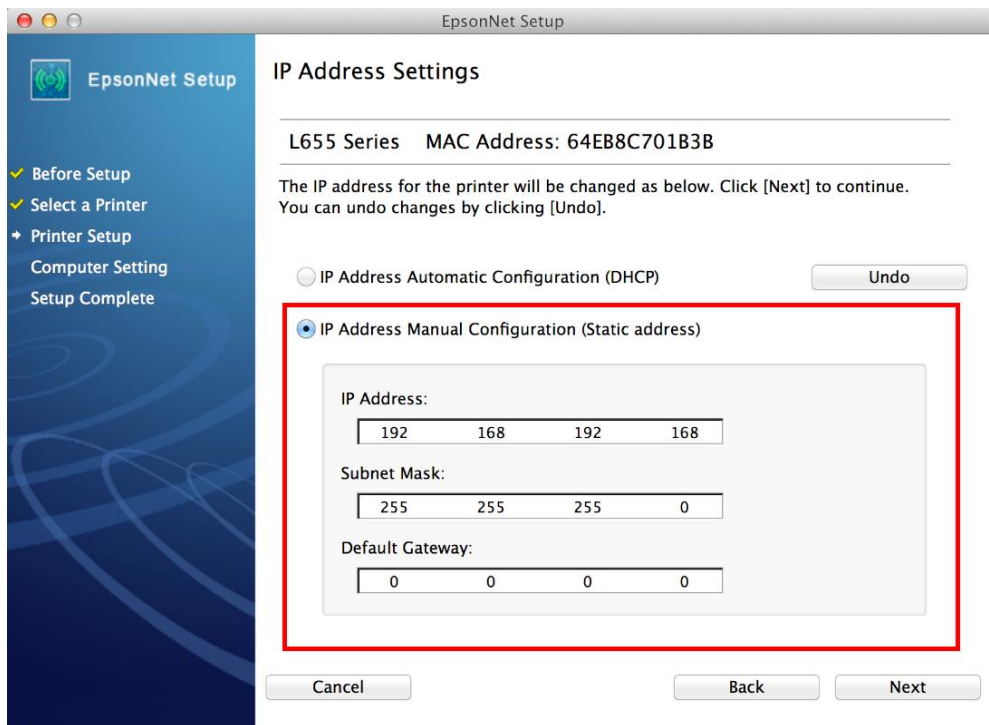 EpsonNet Setup
EpsonNet Setup
Before Setup
Select a Printer
Printer Setup
Computer Setting
Setup Complete
IP Address Settings
L655 Series MAC Address: 64EB8C701B3B
The IP address for the printer will be changed as below. Click [Next] to continue.
You can undo changes by clicking [Undo].
IP Address Automatic Configuration (DHCP)
Undo
IP Address Manual Configuration (Static address)
IP Address:
192 168 192 168
Subnet Mask:
255 255 255 0
Default Gateway:
0 0 0 0
Cancel
Back
Next